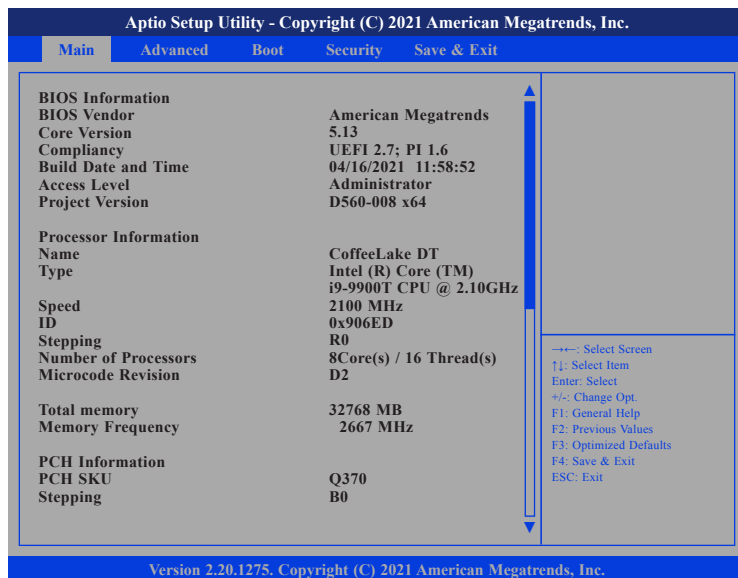 Aptio Setup Utility - Copyright (C) 2021 American Megatrends, Inc.
Main Advanced Boot Security Save & Exit
BIOS Information
BIOS Vendor American Megatrends
Core Version 5.13
Compliancy UEFI 2.7; PI 1.6
Build Date and Time 04/16/2021 11:58:52
Access Level Administrator
Project Version D560-008 x64
Processor Information
Name CoffeeLake DT
Type Intel (R) Core (TM)
i9-9900T CPU @ 2.10GHz
Speed 2100 MHz
ID 0x906ED
Stepping R0
Number of Processors 8Core(s) / 16 Thread(s)
Microcode Revision D2
Total memory 32768 MB
Memory Frequency 2667 MHz
PCH Information
PCH SKU Q370
Stepping B0
→←: Select Screen
↑↓: Select Item
Enter: Select
+/-: Change Opt.
F1: General Help
F2: Previous Values
F3: Optimized Defaults
F4: Save & Exit
ESC: Exit
Version 2.20.1275. Copyright (C) 2021 American Megatrends, Inc.